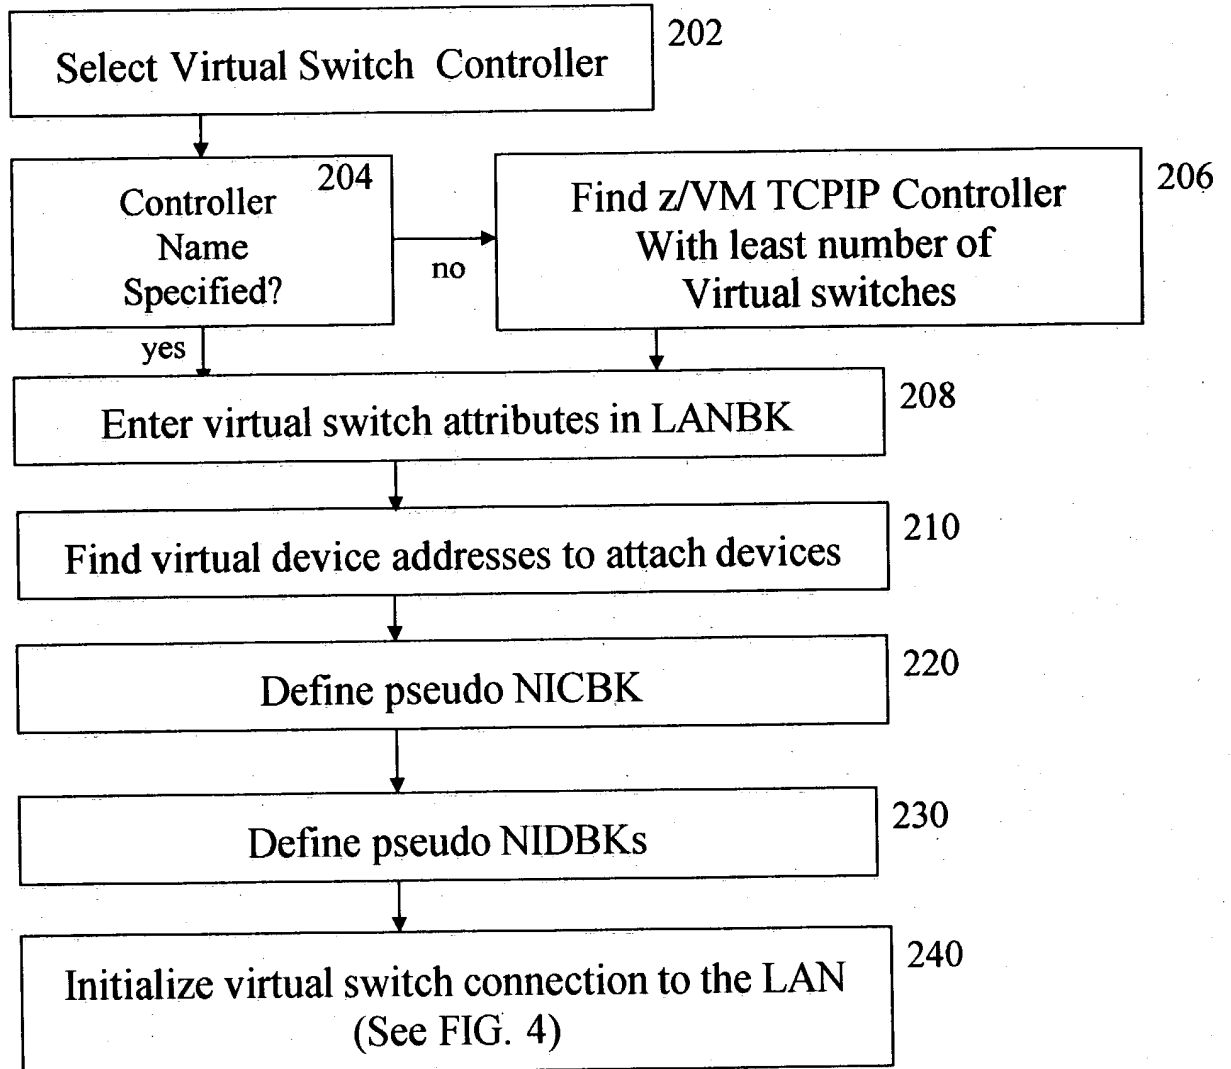 Select Virtual Switch Controller
202
204
Controller
Name
Specified?
no
Find z/VM TCPIP Controller
With least number of
Virtual switches
206
yes
Enter virtual switch attributes in LANBK
208
Find virtual device addresses to attach devices
210
Define pseudo NICBK
220
Define pseudo NIDBKs
230
Initialize virtual switch connection to the LAN
(See FIG. 4)
240